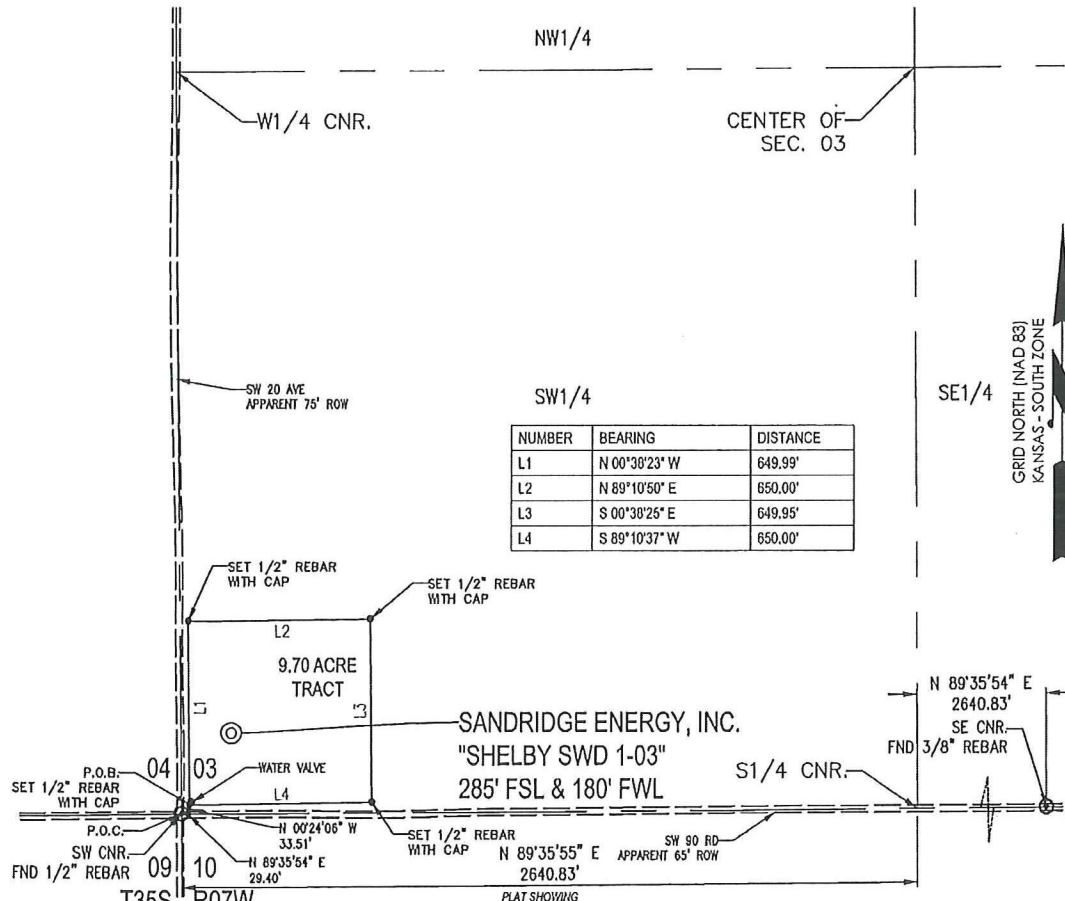 NW1/4
W1/4 CNR.
CENTER OF
SEC. 03
SW 20 AVE
APPARENT 75' ROW
SW1/4
SE1/4
GRID NORTH (NAD 83)
KANSAS - SOUTH ZONE
NUMBER BEARING DISTANCE
L1 N 00°38'23" W 649.99'
L2 N 89°10'50" E 650.00'
L3 S 00°38'25" E 649.95'
L4 S 89°10'37" W 650.00'
SET 1/2" REBAR
WITH CAP
SET 1/2" REBAR
WITH CAP
L2
9.70 ACRE
TRACT
L1
L3
N 89°35'54" E
2640.83'
SE CNR.
FND 3/8" REBAR
SANDRIDGE ENERGY, INC.
"SHELBY SWD 1-03"
285' FSL & 180' FWL
S1/4 CNR.
P.O.B.
SET 1/2" REBAR
WITH CAP
04 03
WATER VALVE
L4
P.O.C.
SW CNR.
FND 1/2" REBAR
N 00°24'06" W
33.51'
SET 1/2" REBAR
WITH CAP
SW 90 RD
APPARENT 65' ROW
09 10
N 89°35'54" E
29.40'
N 89°35'55" E
2640.83'
T35S R07W
PLAT SHOWING